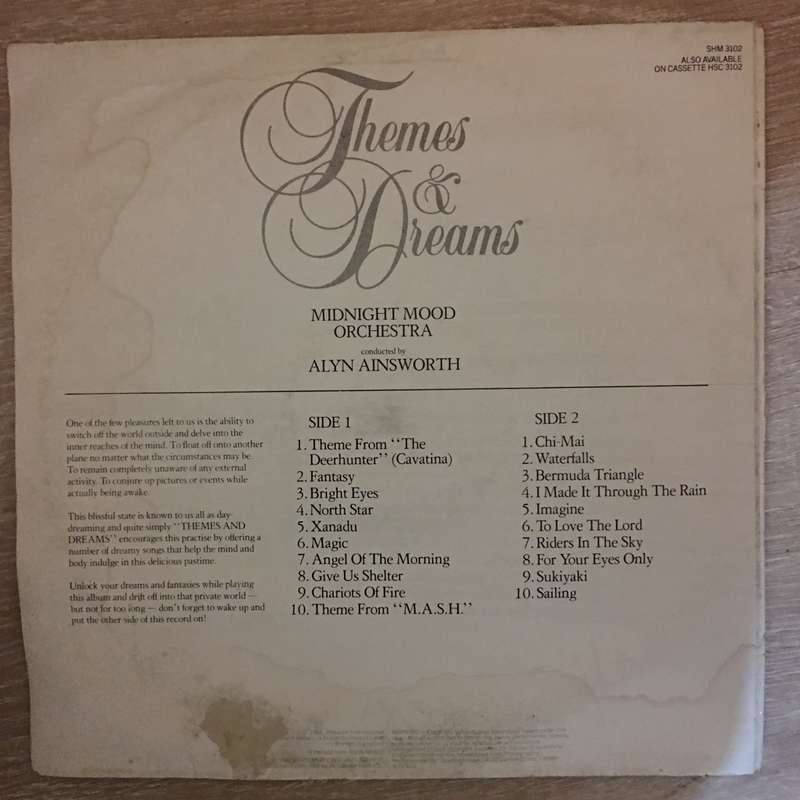 SHM 3102
ALSO AVAILABLE
ON CASSETTE HSC 3102
Themes
&
Dreams
MIDNIGHT MOOD
ORCHESTRA
conducted by
ALYN AINSWORTH
One of the few pleasures left to us is the ability to
switch off the world outside and delve into the
inner reaches of the mind. To float off onto another
plane no matter what the circumstances may be.
To remain completely unaware of any external
activity. To conjure up pictures or events while
actually being awake.
This blissful state is known to us all as day-
dreaming and quite simply "THEMES AND
DREAMS" encourages this practise by offering a
number of dreamy songs that help the mind and
body indulge in this delicious pastime.
Unlock your dreams and fantasies while playing
this album and drift off into that private world —
but not for too long — don't forget to wake up and
put the other side of this record on!
SIDE 1
1. Theme From "The
Deerhunter" (Cavatina)
2. Fantasy
3. Bright Eyes
4. North Star
5. Xanadu
6. Magic
7. Angel Of The Morning
8. Give Us Shelter
9. Chariots Of Fire
10. Theme From "M.A.S.H."
SIDE 2
1. Chi-Mai
2. Waterfalls
3. Bermuda Triangle
4. I Made It Through The Rain
5. Imagine
6. To Love The Lord
7. Riders In The Sky
8. For Your Eyes Only
9. Sukiyaki
10. Sailing